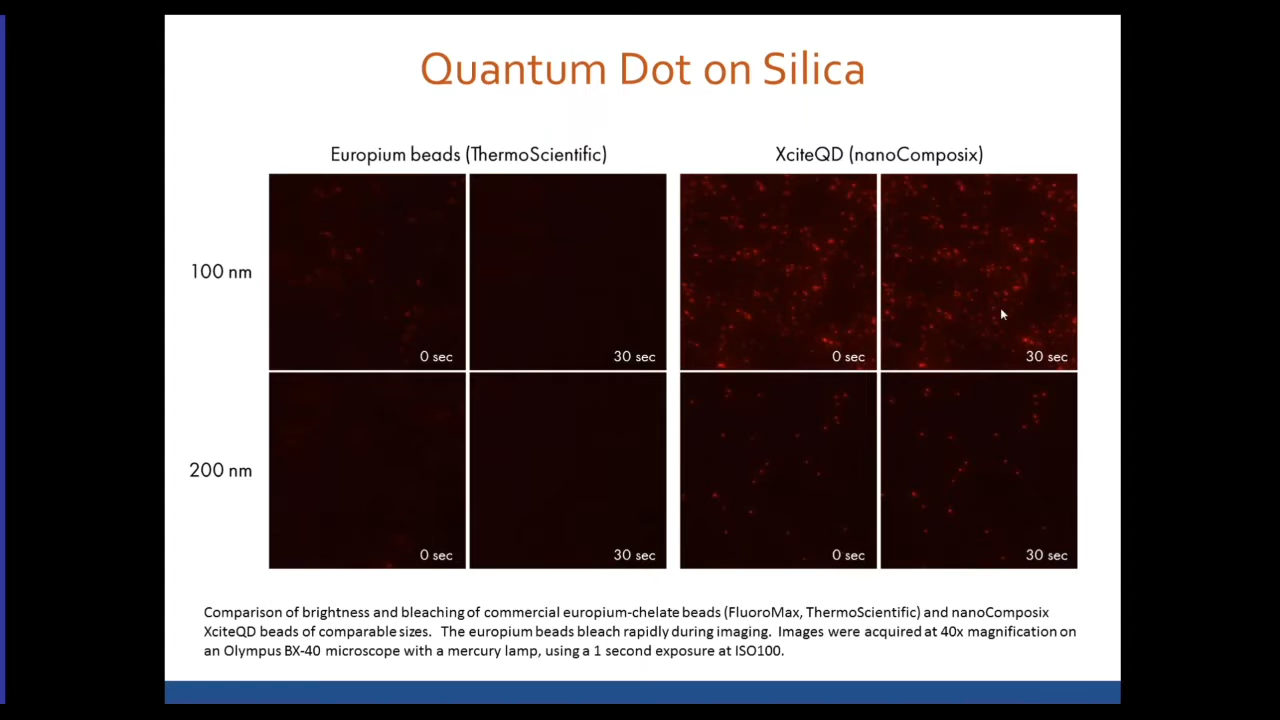 Quantum Dot on Silica
Europium beads (ThermoScientific)
XciteQD (nanoComposix)
100 nm
0 sec
30 sec
0 sec
30 sec
200 nm
0 sec
30 sec
0 sec
30 sec
Comparison of brightness and bleaching of commercial europium-chelate beads (FluoroMax, ThermoScientific) and nanoComposix
XciteQD beads of comparable sizes. The europium beads bleach rapidly during imaging. Images were acquired at 40x magnification on
an Olympus BX-40 microscope with a mercury lamp, using a 1 second exposure at ISO100.